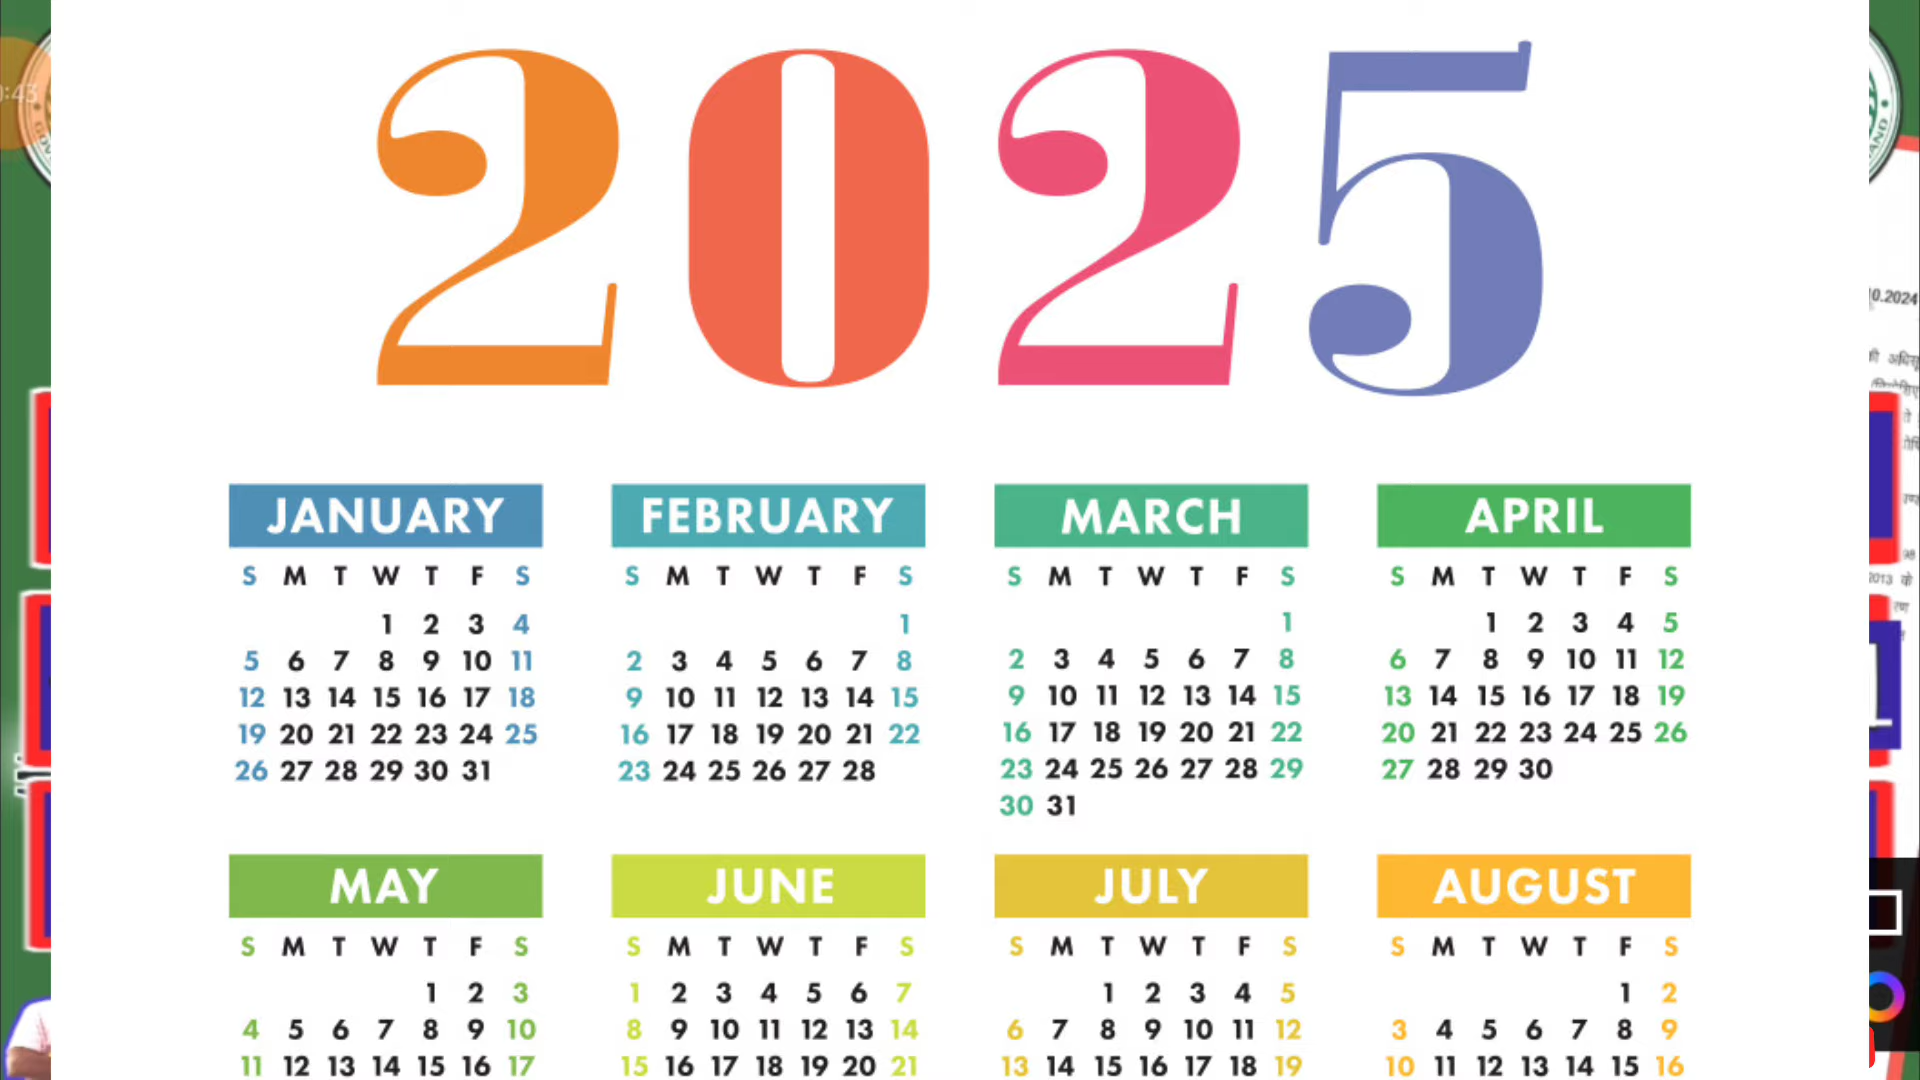 2025
:43
0.2024
JANUARY FEBRUARY MARCH APRIL
S M T W T F S S M T W T F S S M T W T F S S M T W T F S
1 2 3 4 1 1 1 2 3 4 5
5 6 7 8 9 10 11 2 3 4 5 6 7 8 2 3 4 5 6 7 8 6 7 8 9 10 11 12
12 13 14 15 16 17 18 9 10 11 12 13 14 15 9 10 11 12 13 14 15 13 14 15 16 17 18 19
19 20 21 22 23 24 25 16 17 18 19 20 21 22 16 17 18 19 20 21 22 20 21 22 23 24 25 26
26 27 28 29 30 31 23 24 25 26 27 28 23 24 25 26 27 28 29 27 28 29 30
30 31
MAY JUNE JULY AUGUST
S M T W T F S S M T W T F S S M T W T F S S M T W T F S
1 2 3 1 2 3 4 5 6 7 1 2 3 4 5 1 2
4 5 6 7 8 9 10 8 9 10 11 12 13 14 6 7 8 9 10 11 12 3 4 5 6 7 8 9
11 12 13 14 15 16 17 15 16 17 18 19 20 21 13 14 15 16 17 18 19 10 11 12 13 14 15 16